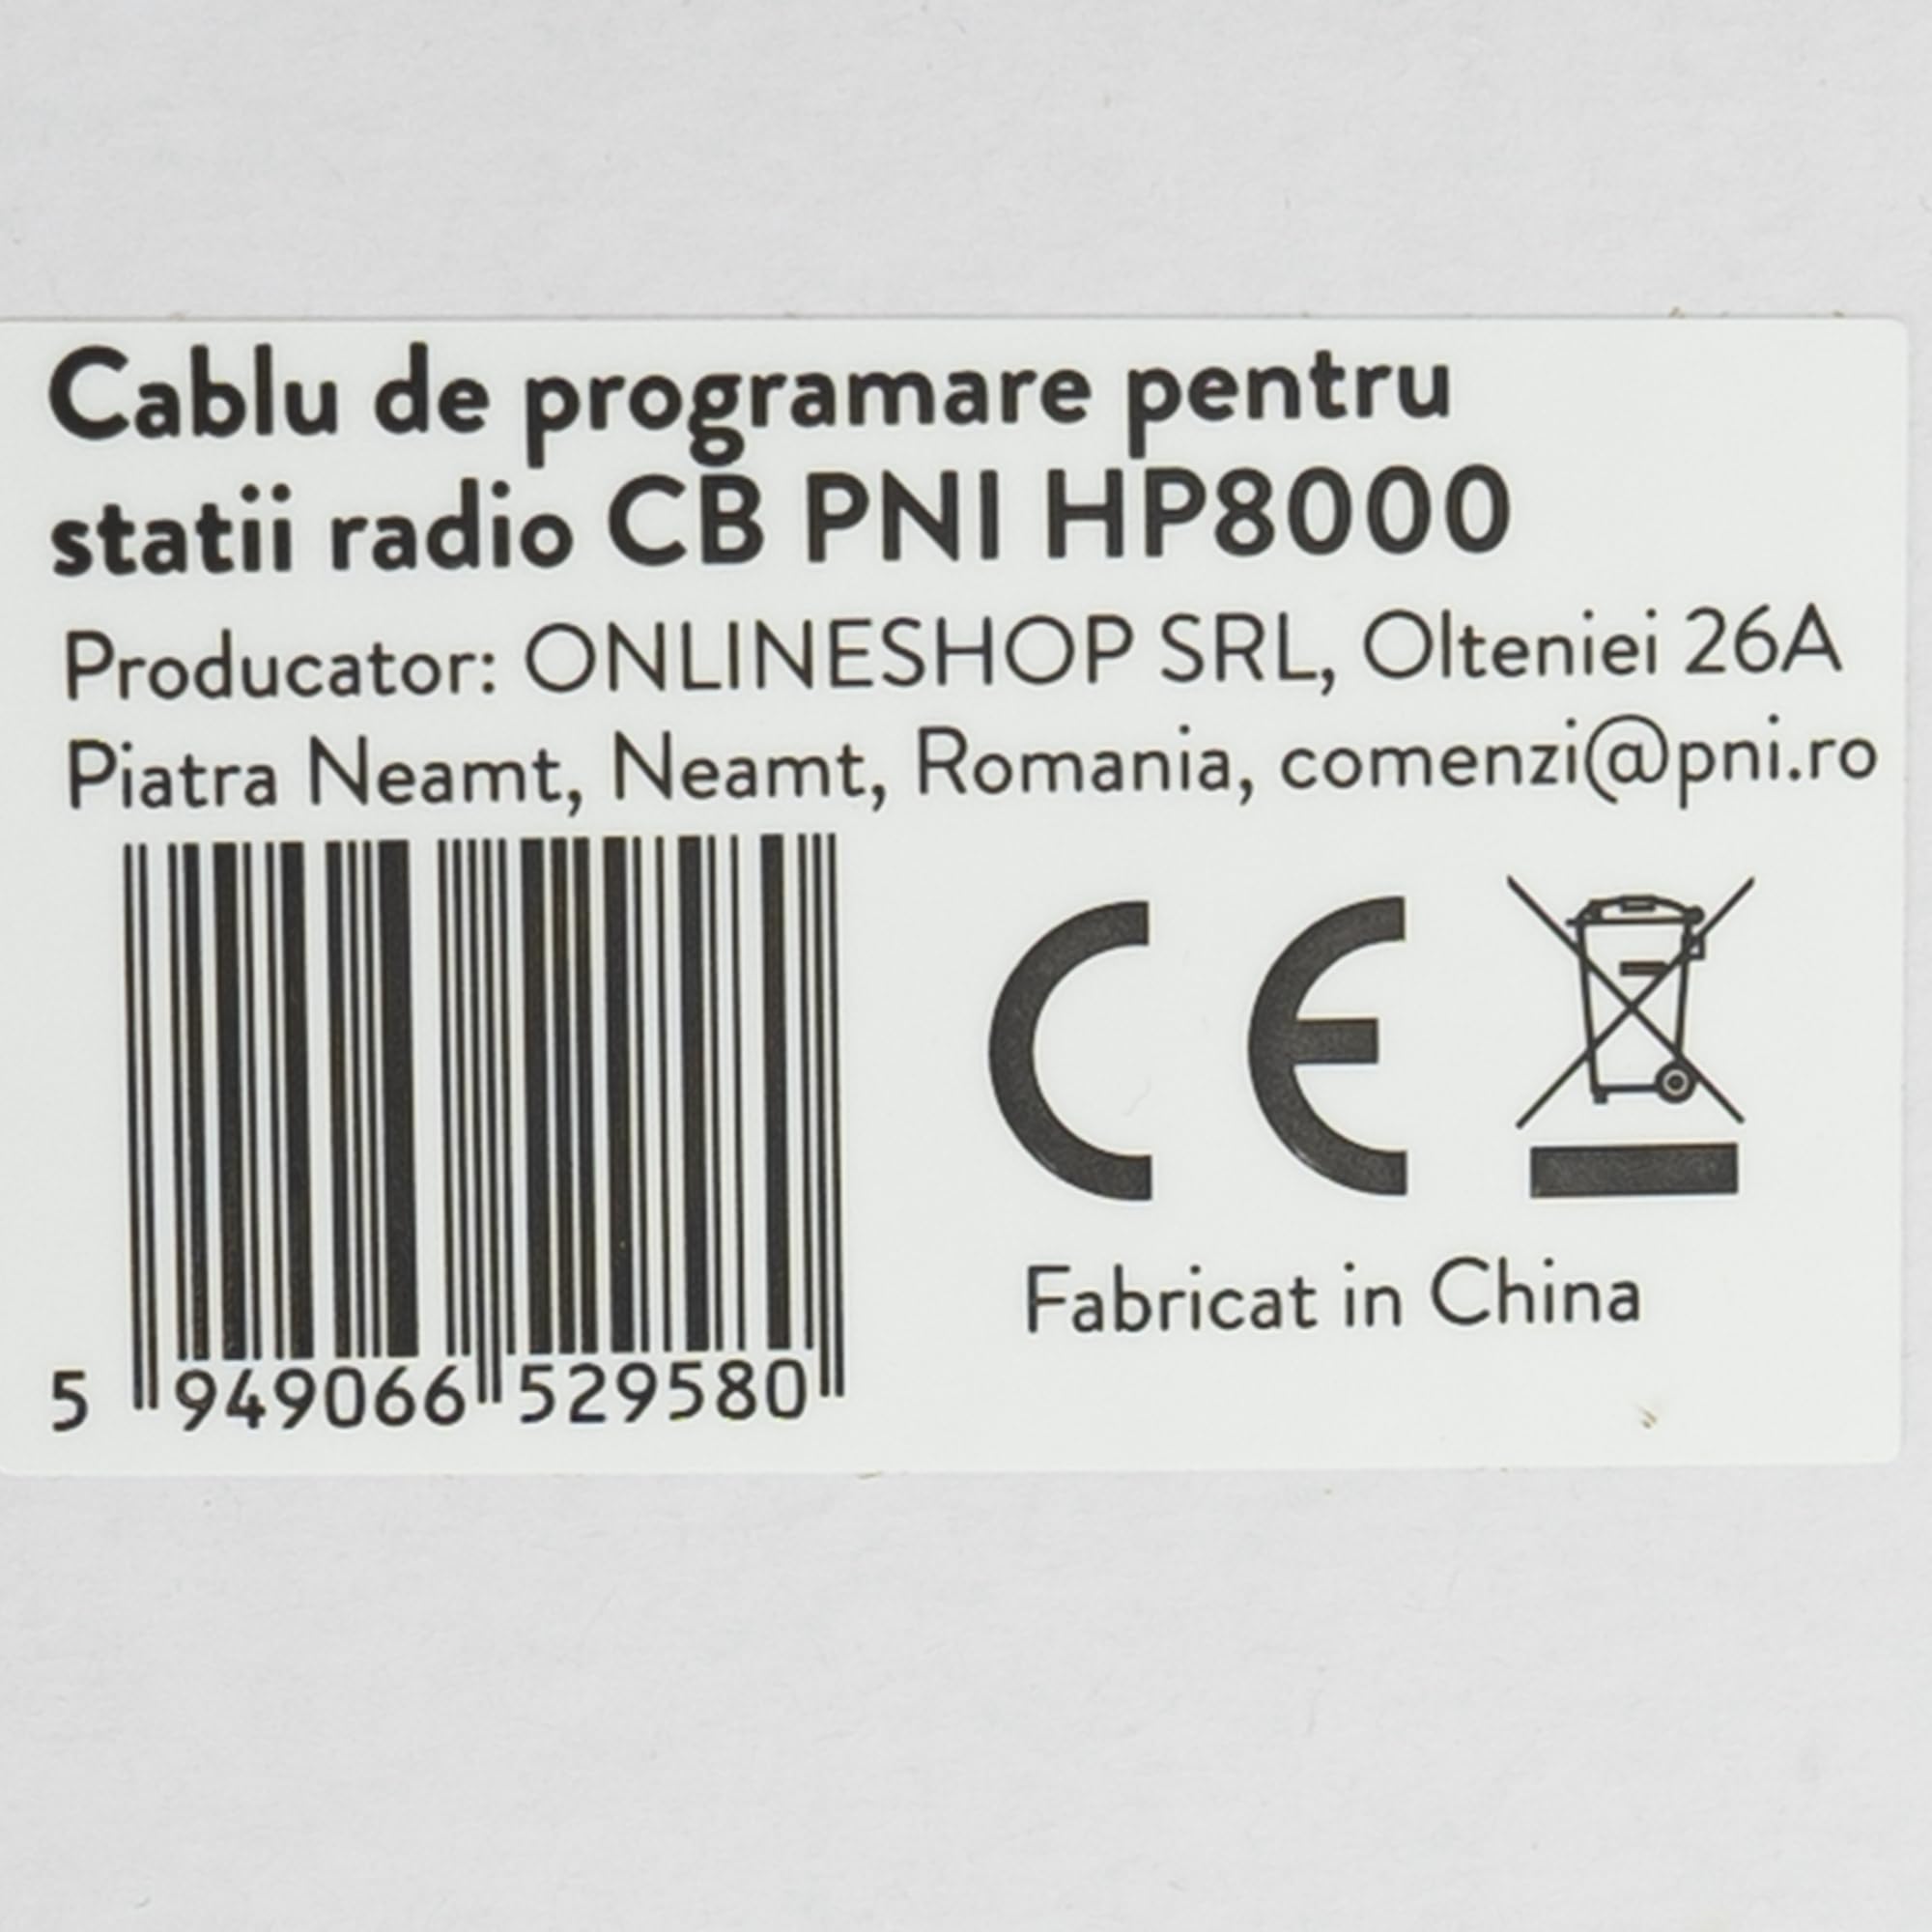 Cablu de programare pentru
statii radio CB PNI HP8000
Producator: ONLINESHOP SRL, Olteniei 26A
Piatra Neamt, Neamt, Romania, comenzi@pni.ro
CE
Fabricat in China
5 949066 529580